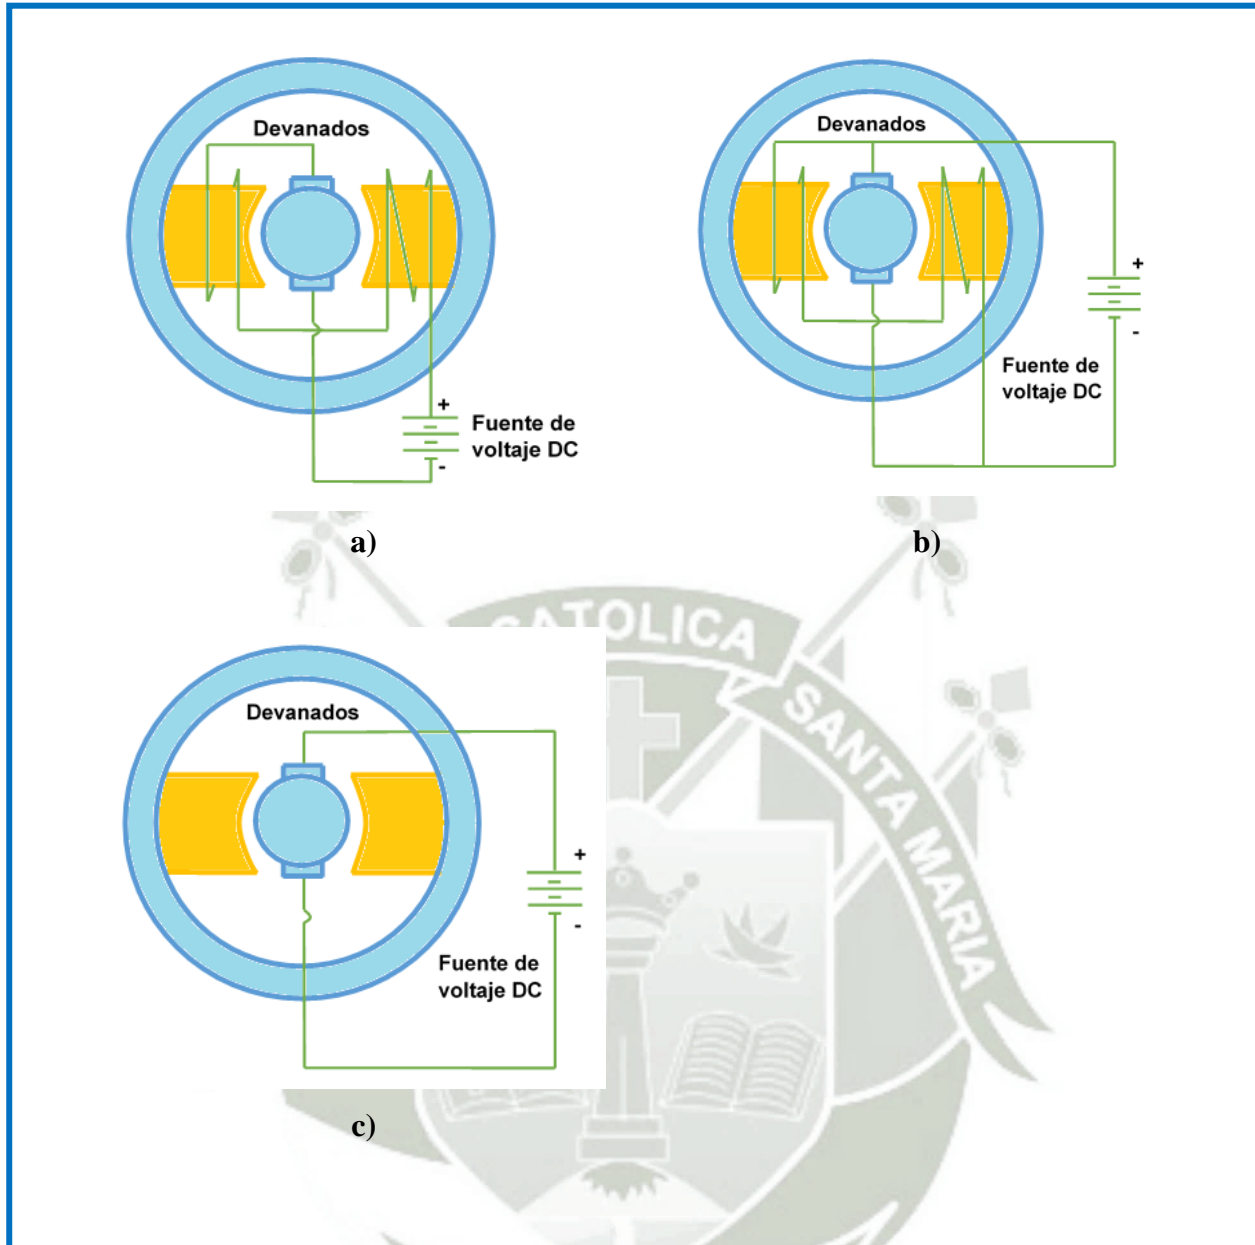 Devanados
+
Fuente de
voltaje DC
-
a)
Devanados
+
-
Fuente de
voltaje DC
b)
CATOLICA
SANTA MARIA
Devanados
+
-
Fuente de
voltaje DC
c)